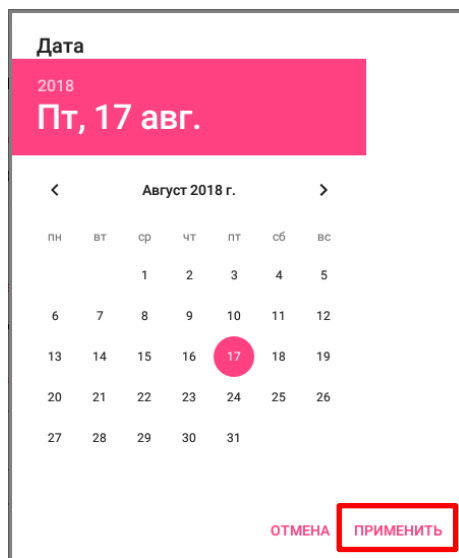 Дата
2018
Пт, 17 авг.
Август 2018 г.
пн вт ср чт пт сб вс
1 2 3 4 5
6 7 8 9 10 11 12
13 14 15 16 17 18 19
20 21 22 23 24 25 26
27 28 29 30 31
ОТМЕНА ПРИМЕНИТЬ